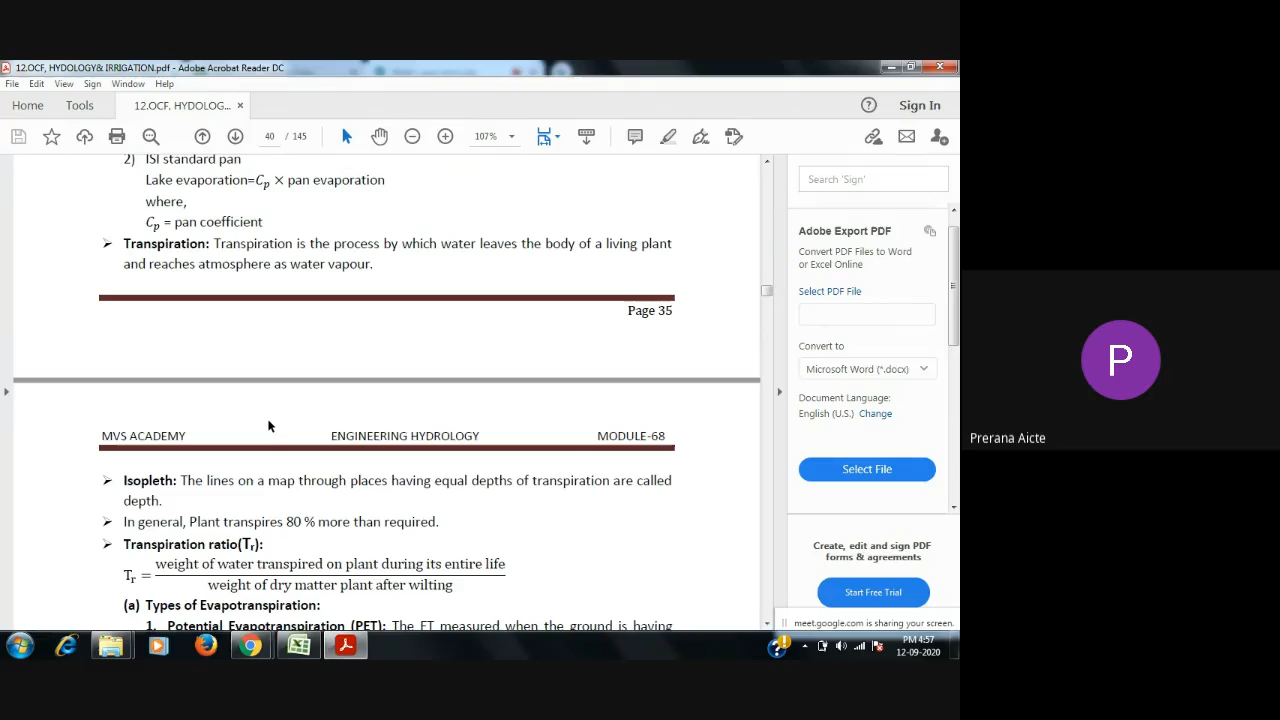 12.OCF, HYDOLOGY& IRRIGATION.pdf - Adobe Acrobat Reader DC
File Edit View Sign Window Help
Home Tools 12.OCF, HYDOLOG... × Sign In
40 / 145 107%
2) ISI standard pan
Lake evaporation=Cp × pan evaporation
where,
Cp = pan coefficient
➢ Transpiration: Transpiration is the process by which water leaves the body of a living plant
and reaches atmosphere as water vapour.
Page 35
MVS ACADEMY ENGINEERING HYDROLOGY MODULE-68
➢ Isopleth: The lines on a map through places having equal depths of transpiration are called
depth.
➢ In general, Plant transpires 80 % more than required.
➢ Transpiration ratio(Tr):
Tr = weight of water transpired on plant during its entire life
weight of dry matter plant after wilting
(a) Types of Evapotranspiration:
1. Potential Evapotranspiration (PET): The ET measured when the ground is having
Search 'Sign'
Adobe Export PDF
Convert PDF Files to Word
or Excel Online
Select PDF File
Convert to
Microsoft Word (*.docx)
Document Language:
English (U.S.) Change
Select File
Create, edit and sign PDF
forms & agreements
Start Free Trial
meet.google.com is sharing your screen.
PM 4:57
12-09-2020
P
Prerana Aicte